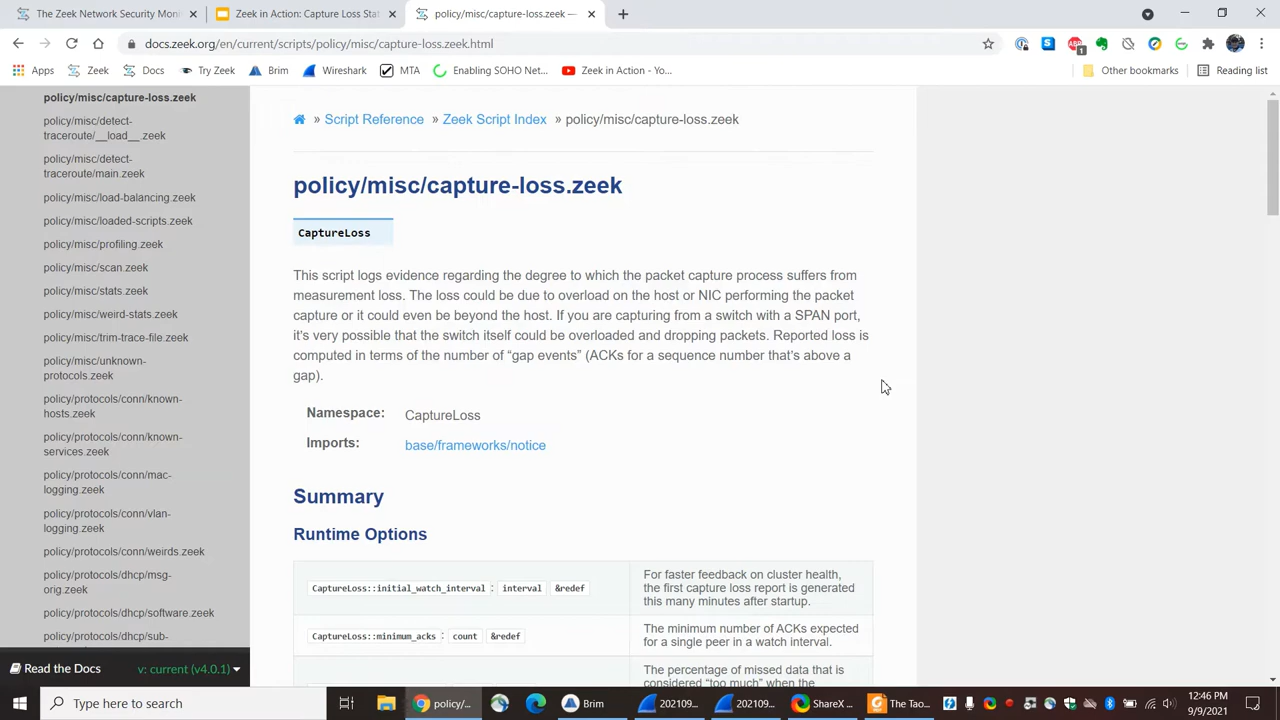 The Zeek Network Security Moni
Zeek in Action: Capture Loss Stat
policy/misc/capture-loss.zeek —
docs.zeek.org/en/current/scripts/policy/misc/capture-loss.zeek.html
1
Apps
Zeek
Docs
Try Zeek
Brim
Wireshark
MTA
Enabling SOHO Net...
Zeek in Action - Yo...
Other bookmarks
Reading list
policy/misc/capture-loss.zeek
policy/misc/detect-
traceroute/__load__.zeek
policy/misc/detect-
traceroute/main.zeek
policy/misc/load-balancing.zeek
policy/misc/loaded-scripts.zeek
policy/misc/profiling.zeek
policy/misc/scan.zeek
policy/misc/stats.zeek
policy/misc/weird-stats.zeek
policy/misc/trim-trace-file.zeek
policy/misc/unknown-
protocols.zeek
policy/protocols/conn/known-
hosts.zeek
policy/protocols/conn/known-
services.zeek
policy/protocols/conn/mac-
logging.zeek
policy/protocols/conn/vlan-
logging.zeek
policy/protocols/conn/weirds.zeek
policy/protocols/dhcp/msg-
orig.zeek
policy/protocols/dhcp/software.zeek
policy/protocols/dhcp/sub-
Read the Docs
v: current (v4.0.1)
» Script Reference » Zeek Script Index » policy/misc/capture-loss.zeek
policy/misc/capture-loss.zeek
CaptureLoss
This script logs evidence regarding the degree to which the packet capture process suffers from
measurement loss. The loss could be due to overload on the host or NIC performing the packet
capture or it could even be beyond the host. If you are capturing from a switch with a SPAN port,
it’s very possible that the switch itself could be overloaded and dropping packets. Reported loss is
computed in terms of the number of “gap events” (ACKs for a sequence number that’s above a
gap).
Namespace: CaptureLoss
Imports: base/frameworks/notice
Summary
Runtime Options
CaptureLoss::initial_watch_interval : interval &redef
For faster feedback on cluster health,
the first capture loss report is generated
this many minutes after startup.
CaptureLoss::minimum_acks : count &redef
The minimum number of ACKs expected
for a single peer in a watch interval.
The percentage of missed data that is
considered “too much” when the
Type here to search
policy/...
Brim
202109...
202109...
ShareX ...
The Tao...
12:46 PM
9/9/2021